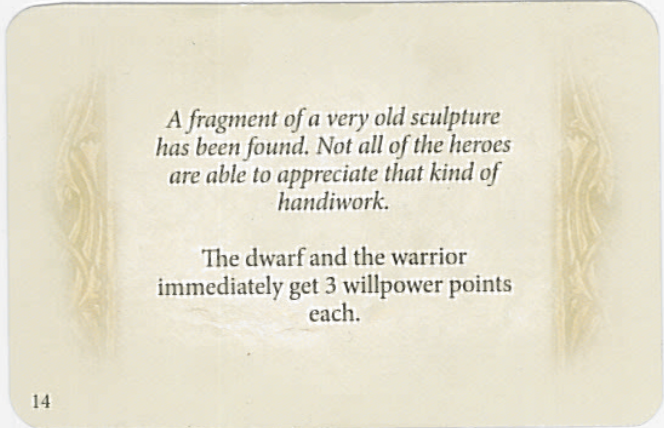 A fragment of a very old sculpture
has been found. Not all of the heroes
are able to appreciate that kind of
handiwork.
The dwarf and the warrior
immediately get 3 willpower points
each.
14